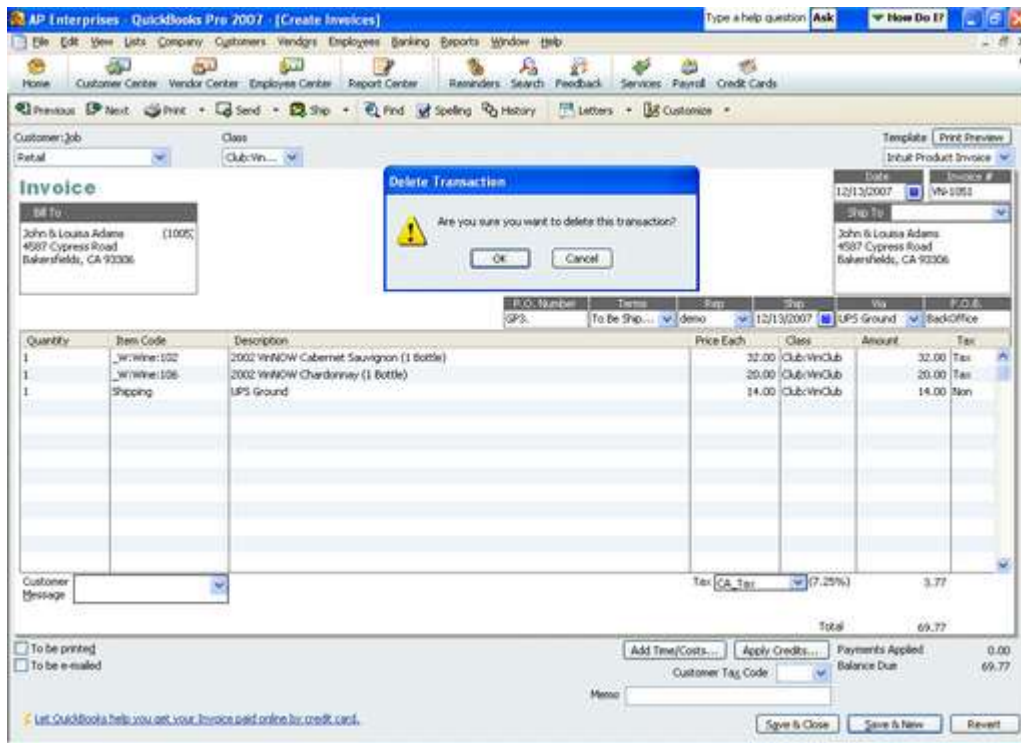 AP Enterprises - QuickBooks Pro 2007 - [Create Invoices] Type a help question Ask How Do I?
File Edit View Lists Company Customers Vendors Employees Banking Reports Window Help
Home Customer Center Vendor Center Employee Center Report Center Reminders Search Feedback Services Payroll Credit Cards
Previous Next Print Send Ship Find Spelling History Letters Customize
Customer:Job Class Template Print Preview
Retail Club:Vin... Intuit Product Invoice
Invoice
Delete Transaction
Are you sure you want to delete this transaction?
OK Cancel
Date Invoice #
12/13/2007 VN-1051
Bill To
John & Louisa Adams (1005)
4587 Cypress Road
Bakersfields, CA 93306
Ship To
John & Louisa Adams
4587 Cypress Road
Bakersfields, CA 93306
P.O. Number Terms Rep Ship Via F.O.B.
GPS. To Be Ship... demo 12/13/2007 UPS Ground BackOffice
Quantity Item Code Description Price Each Class Amount Tax
1 _W:Wine:102 2002 VinNOW Cabernet Sauvignon (1 Bottle) 32.00 Club:VinClub 32.00 Tax
1 _W:Wine:106 2002 VinNOW Chardonnay (1 Bottle) 20.00 Club:VinClub 20.00 Tax
1 Shipping UPS Ground 14.00 Club:VinClub 14.00 Non
Customer Message Tax CA_Tax (7.25%) 3.77
Total 69.77
To be printed Add Time/Costs... Apply Credits... Payments Applied 0.00
To be e-mailed Customer Tax Code Balance Due 69.77
Memo
Let QuickBooks help you get your Invoice paid online by credit card. Save & Close Save & New Revert